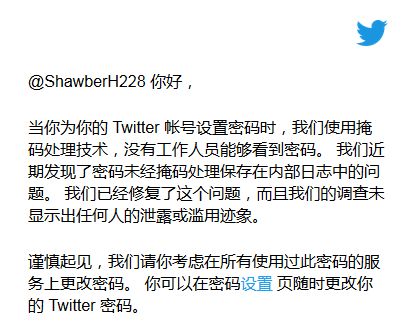 @ShawberH228 你好，
当你为你的 Twitter 帐号设置密码时，我们使用掩
码处理技术，没有工作人员能够看到密码。 我们近
期发现了密码未经掩码处理保存在内部日志中的问
题。 我们已经修复了这个问题，而且我们的调查未
显示出任何人的泄露或滥用迹象。
谨慎起见，我们请你考虑在所有使用过此密码的服
务上更改密码。 你可以在密码设置 页随时更改你
的 Twitter 密码。